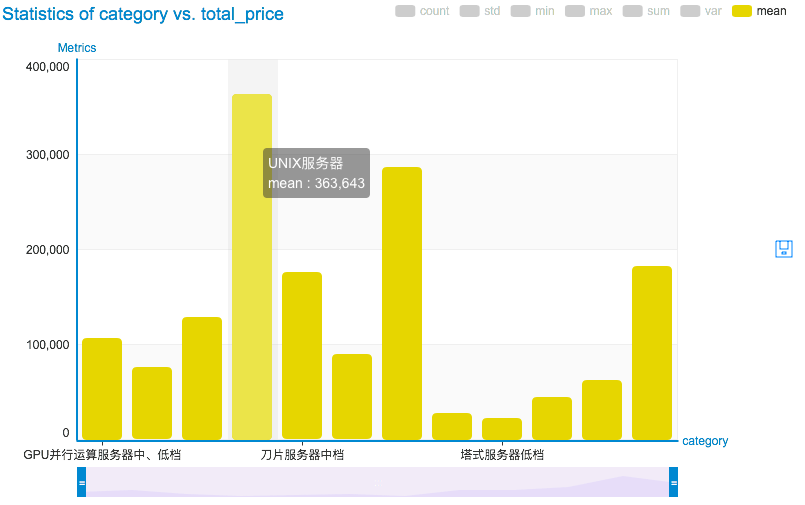 Statistics of category vs. total_price
count std min max sum var mean
Metrics
400,000
300,000
UNIX服务器
mean : 363,643
200,000
100,000
0
category
GPU并行运算服务器中、低档 刀片服务器中档 塔式服务器低档